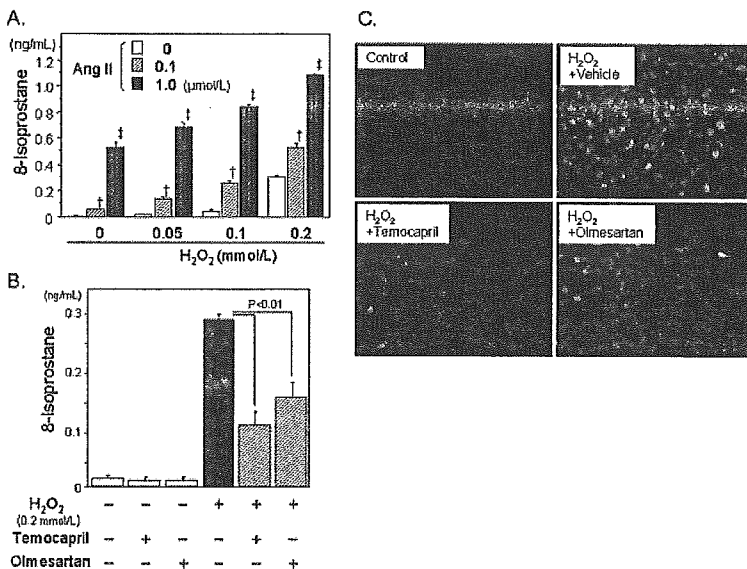 A.
(ng/mL)
8-Isoprostane
1.2
1.0
0.8
0.6
0.4
0.2
0
Ang II
0
0.1
1.0 (μmol/L)
† ‡ † ‡ † ‡ † ‡
0 0.05 0.1 0.2
H2O2 (mmol/L)
B.
(ng/mL)
8-Isoprostane
0.3
0.2
0.1
0
P<0.01
H2O2 – – – + + +
(0.2 mmol/L)
Temocapril – + – – + –
Olmesartan – – + – – +
C.
Control
H2O2
+Vehicle
H2O2
+Temocapril
H2O2
+Olmesartan